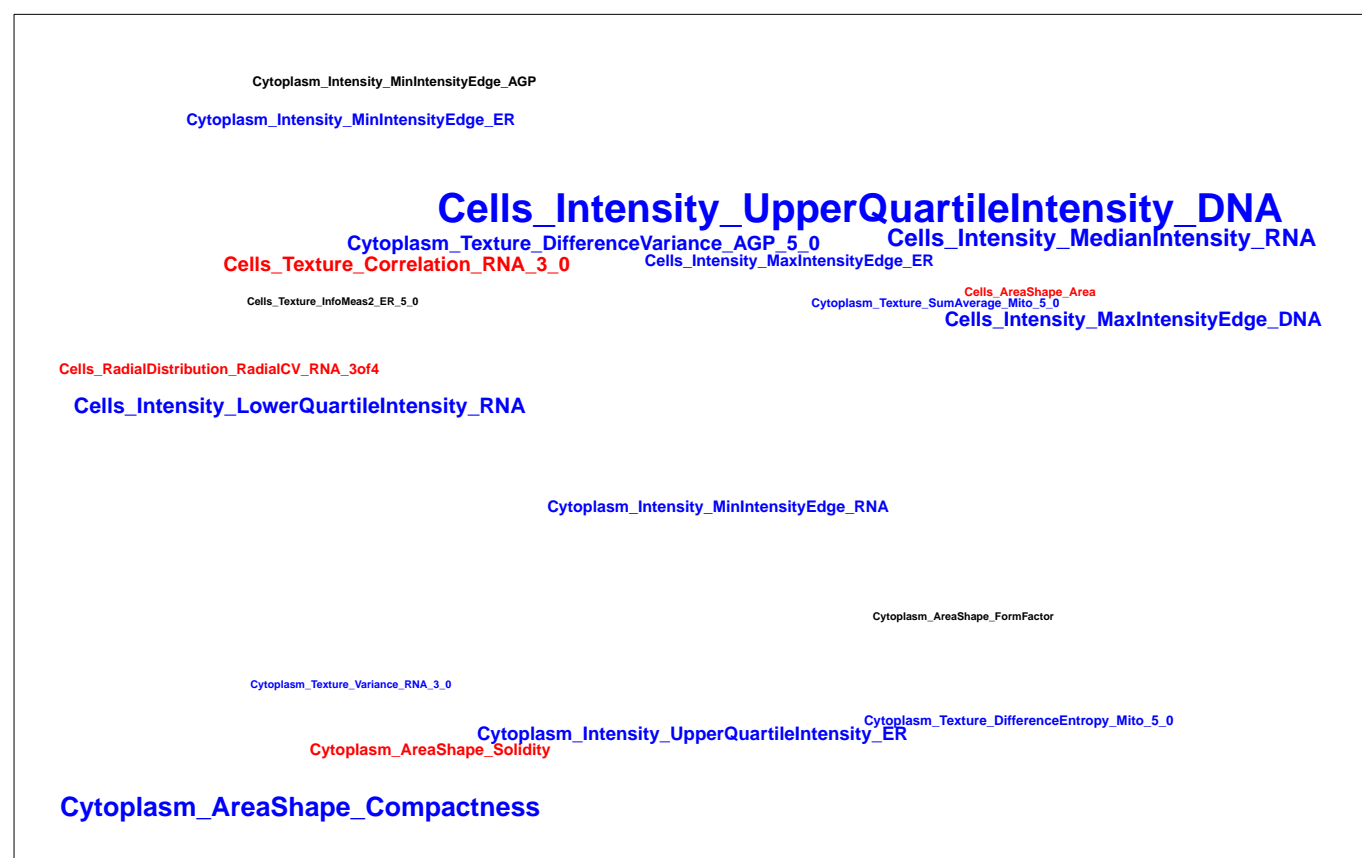 Cytoplasm_Intensity_MinIntensityEdge_AGP
Cytoplasm_Intensity_MinIntensityEdge_ER
Cells_Intensity_UpperQuartileIntensity_DNA
Cytoplasm_Texture_DifferenceVariance_AGP_5_0
Cells_Intensity_MedianIntensity_RNA
Cells_Texture_Correlation_RNA_3_0
Cells_Intensity_MaxIntensityEdge_ER
Cells_AreaShape_Area
Cells_Texture_InfoMeas2_ER_5_0
Cytoplasm_Texture_SumAverage_Mito_5_0
Cells_Intensity_MaxIntensityEdge_DNA
Cells_RadialDistribution_RadialCV_RNA_3of4
Cells_Intensity_LowerQuartileIntensity_RNA
Cytoplasm_Intensity_MinIntensityEdge_RNA
Cytoplasm_AreaShape_FormFactor
Cytoplasm_Texture_Variance_RNA_3_0
Cytoplasm_Texture_DifferenceEntropy_Mito_5_0
Cytoplasm_Intensity_UpperQuartileIntensity_ER
Cytoplasm_AreaShape_Solidity
Cytoplasm_AreaShape_Compactness